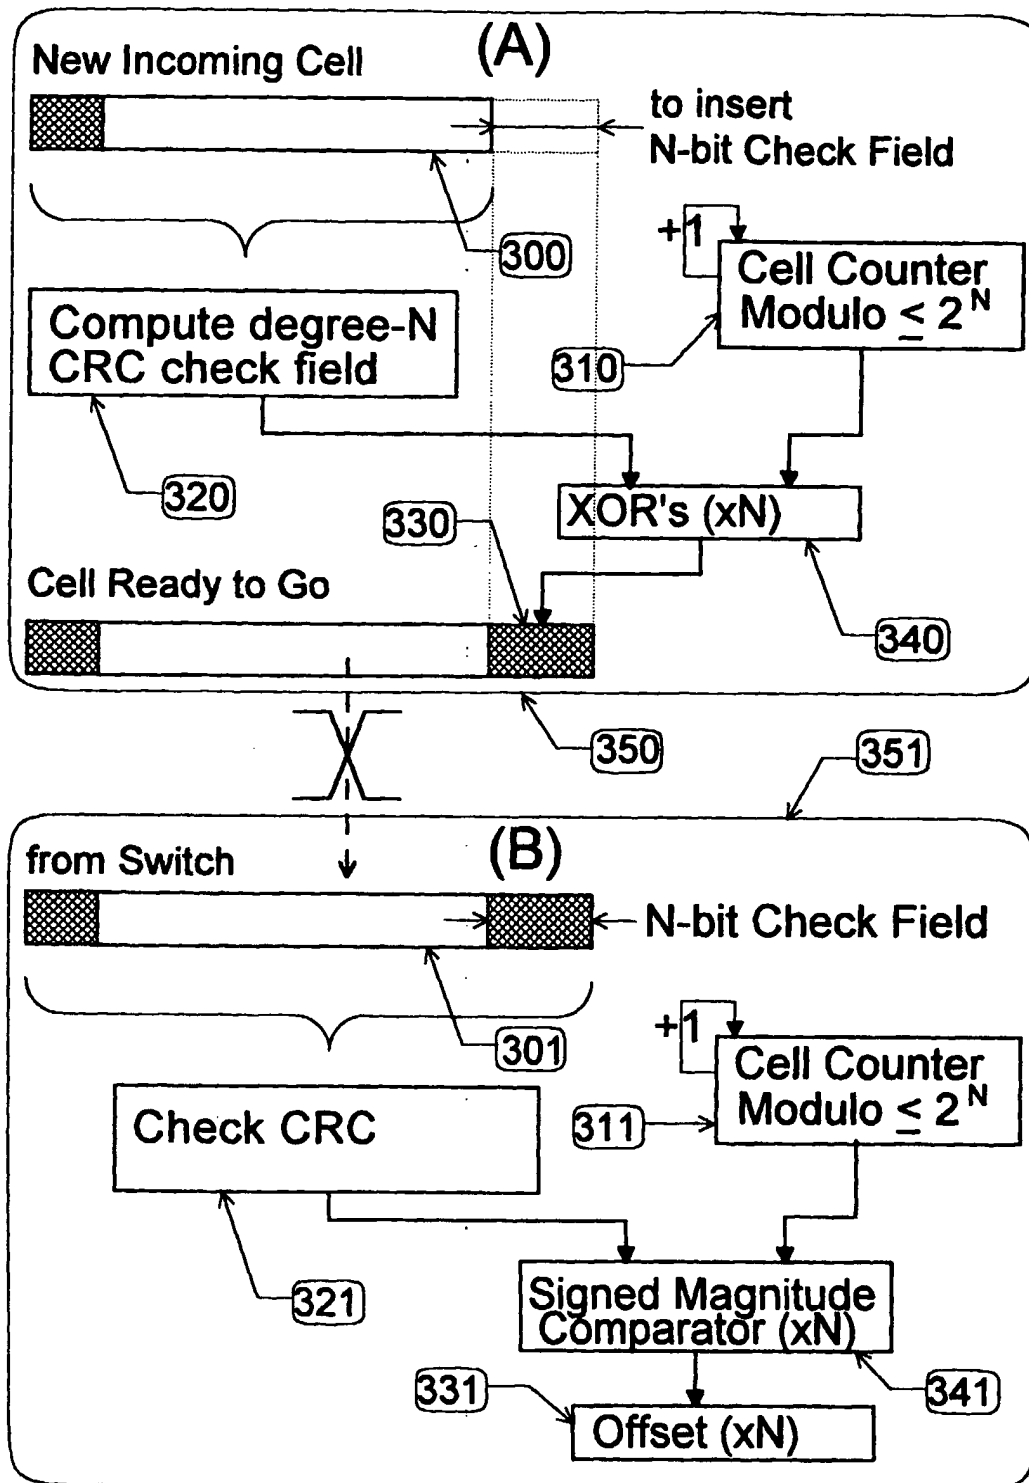 (A)
New Incoming Cell
to insert
N-bit Check Field
300
+1
Cell Counter
Modulo ≤ 2^N
310
Compute degree-N
CRC check field
320
330
XOR's (xN)
340
Cell Ready to Go
350
351
(B)
from Switch
N-bit Check Field
301
+1
Cell Counter
Modulo ≤ 2^N
311
Check CRC
321
Signed Magnitude
Comparator (xN)
341
331
Offset (xN)